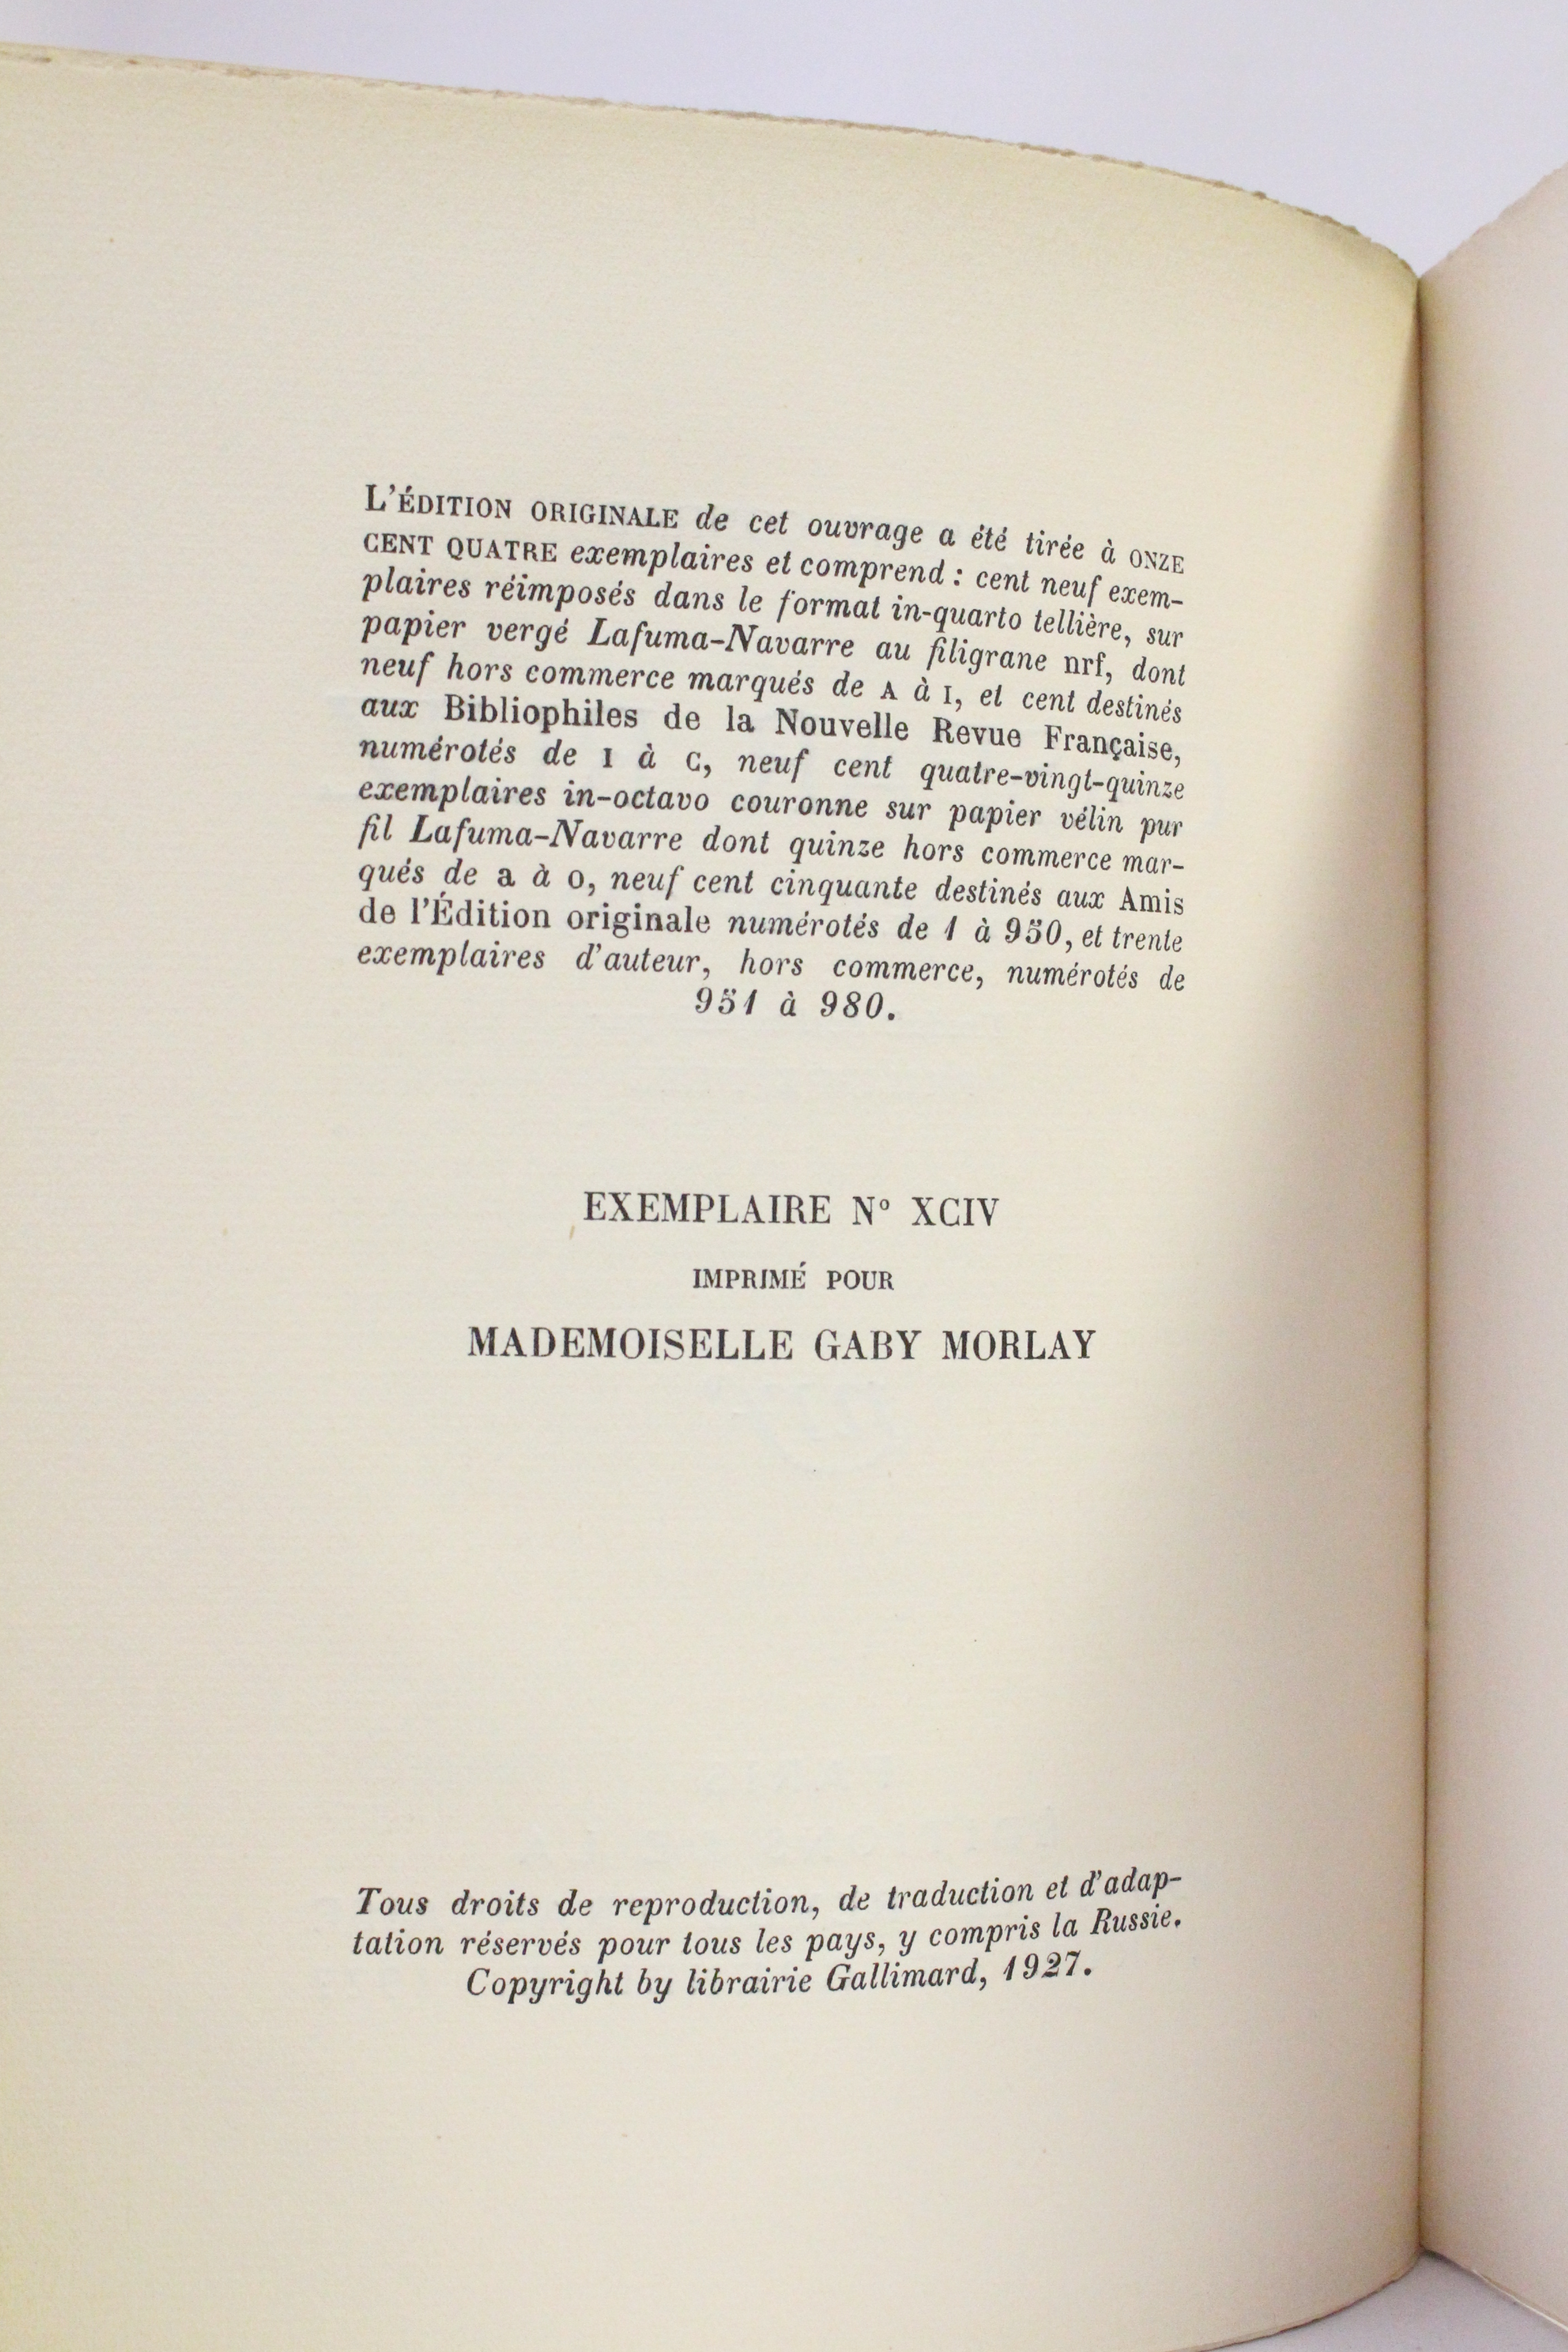 L'ÉDITION ORIGINALE de cet ouvrage a été tirée à ONZE
CENT QUATRE exemplaires et comprend : cent neuf exem-
plaires réimposés dans le format in-quarto tellière, sur
papier vergé Lafuma-Navarre au filigrane nrf, dont
neuf hors commerce marqués de A à I, et cent destinés
aux Bibliophiles de la Nouvelle Revue Française,
numérotés de I à C, neuf cent quatre-vingt-quinze
exemplaires in-octavo couronne sur papier vélin pur
fil Lafuma-Navarre dont quinze hors commerce mar-
qués de a à o, neuf cent cinquante destinés aux Amis
de l'Édition originale numérotés de 1 à 950, et trente
exemplaires d'auteur, hors commerce, numérotés de
951 à 980.
EXEMPLAIRE Nº XCIV
IMPRIMÉ POUR
MADEMOISELLE GABY MORLAY
Tous droits de reproduction, de traduction et d'adap-
tation réservés pour tous les pays, y compris la Russie.
Copyright by librairie Gallimard, 1927.